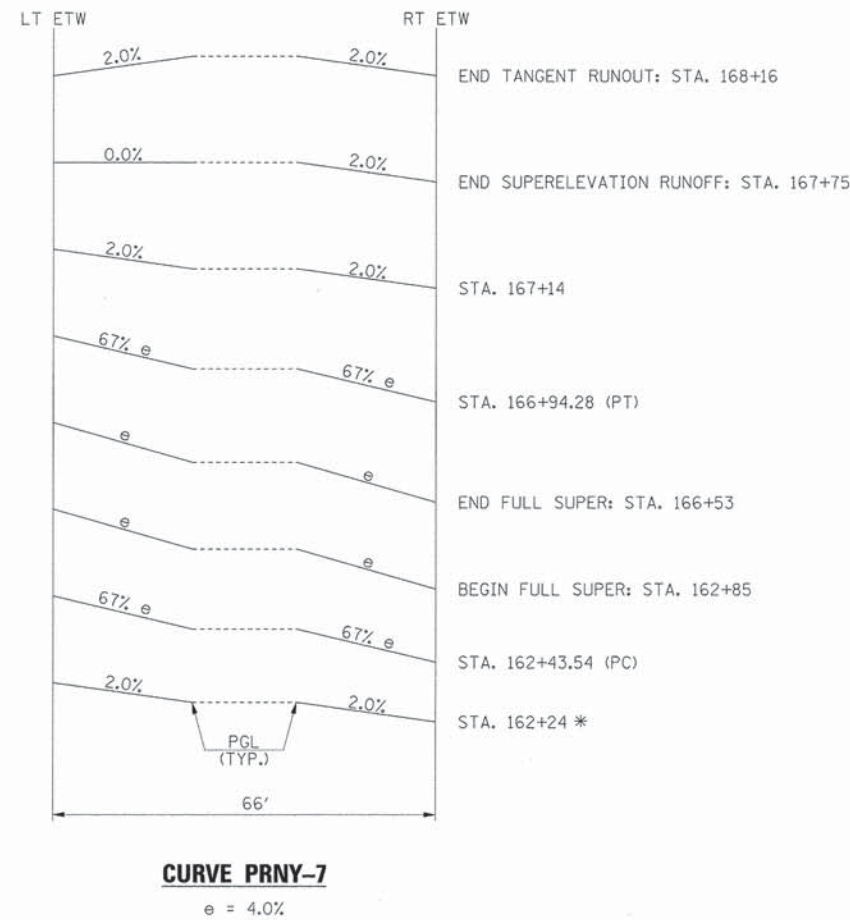 LT ETW RT ETW
2.0% 2.0%
END TANGENT RUNOUT: STA. 168+16
0.0% 2.0%
END SUPERELEVATION RUNOFF: STA. 167+75
2.0% 2.0%
STA. 167+14
67% e 67% e
STA. 166+94.28 (PT)
e e
END FULL SUPER: STA. 166+53
e e
BEGIN FULL SUPER: STA. 162+85
67% e 67% e
STA. 162+43.54 (PC)
2.0% 2.0%
STA. 162+24 *
PGL
(TYP.)
66'
CURVE PRNY-7
e = 4.0%